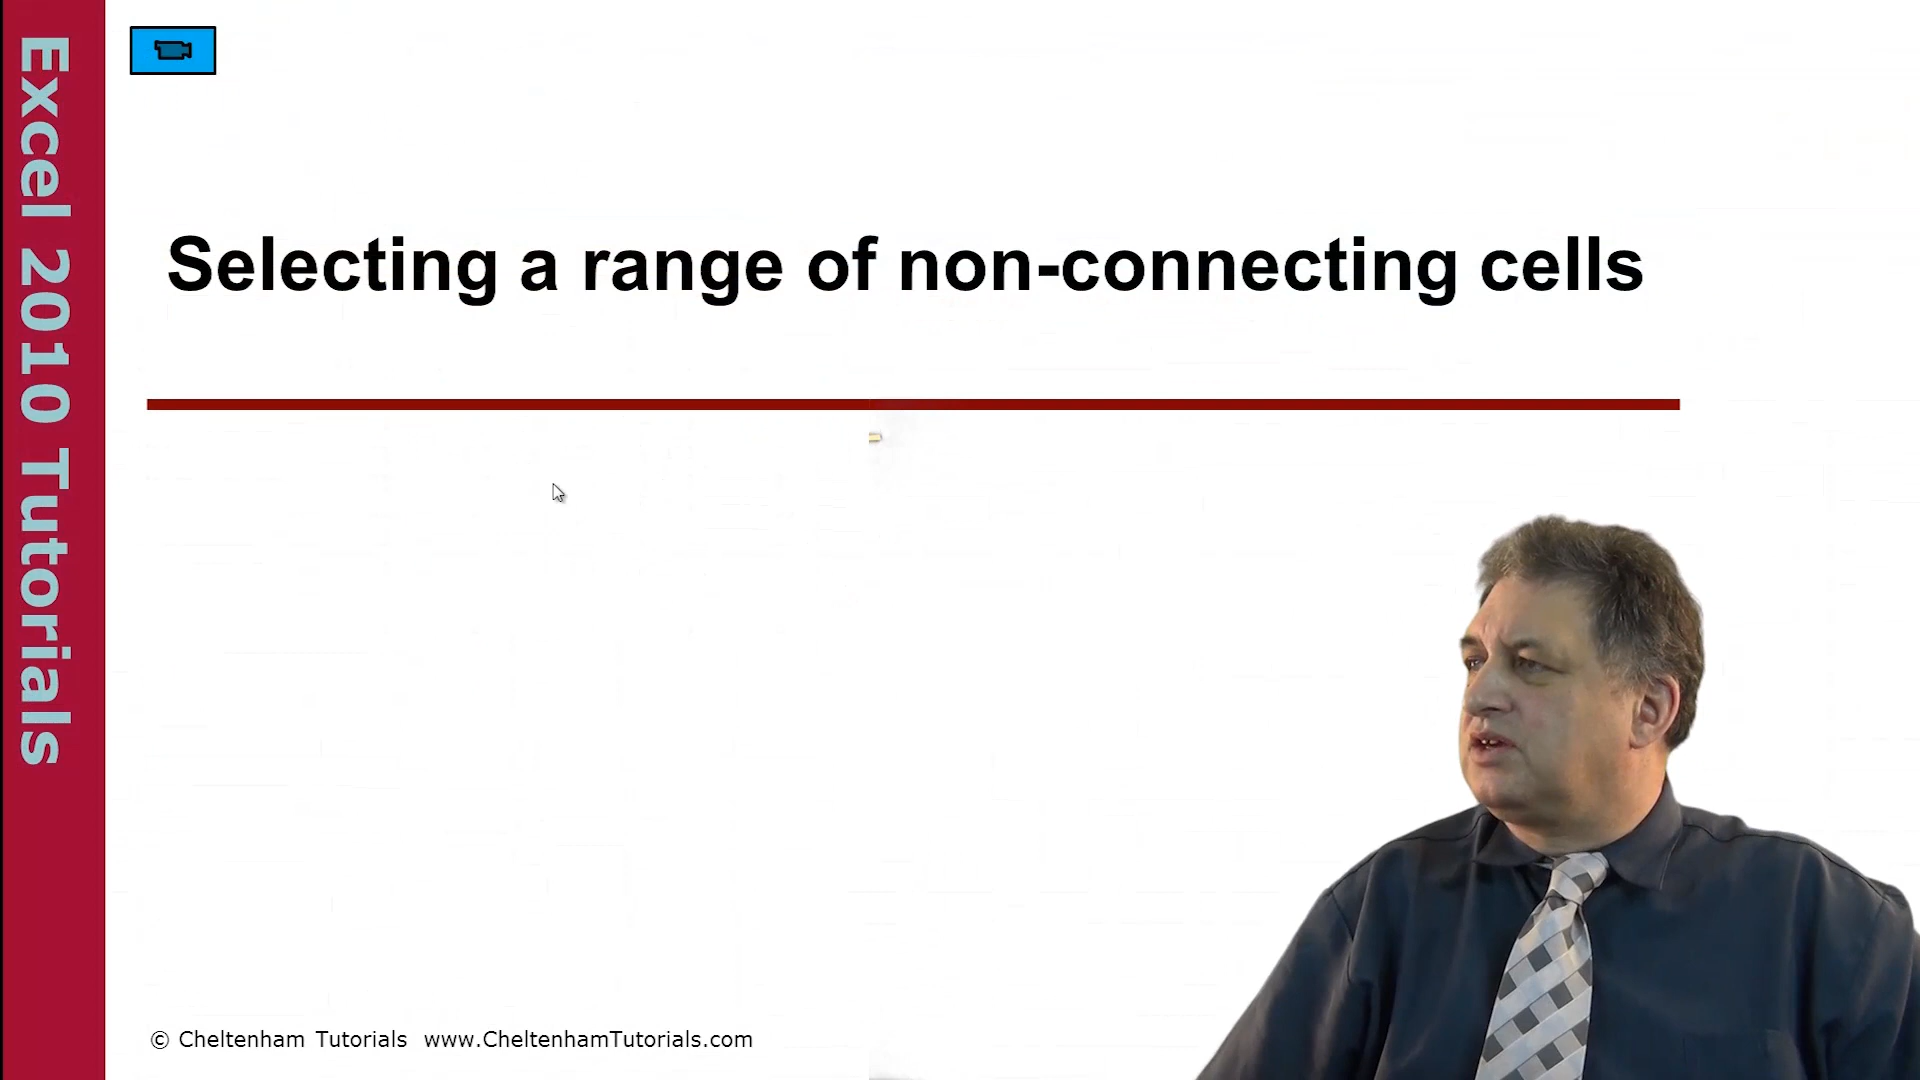 Excel 2010 Tutorials
Selecting a range of non-connecting cells
© Cheltenham Tutorials www.CheltenhamTutorials.com